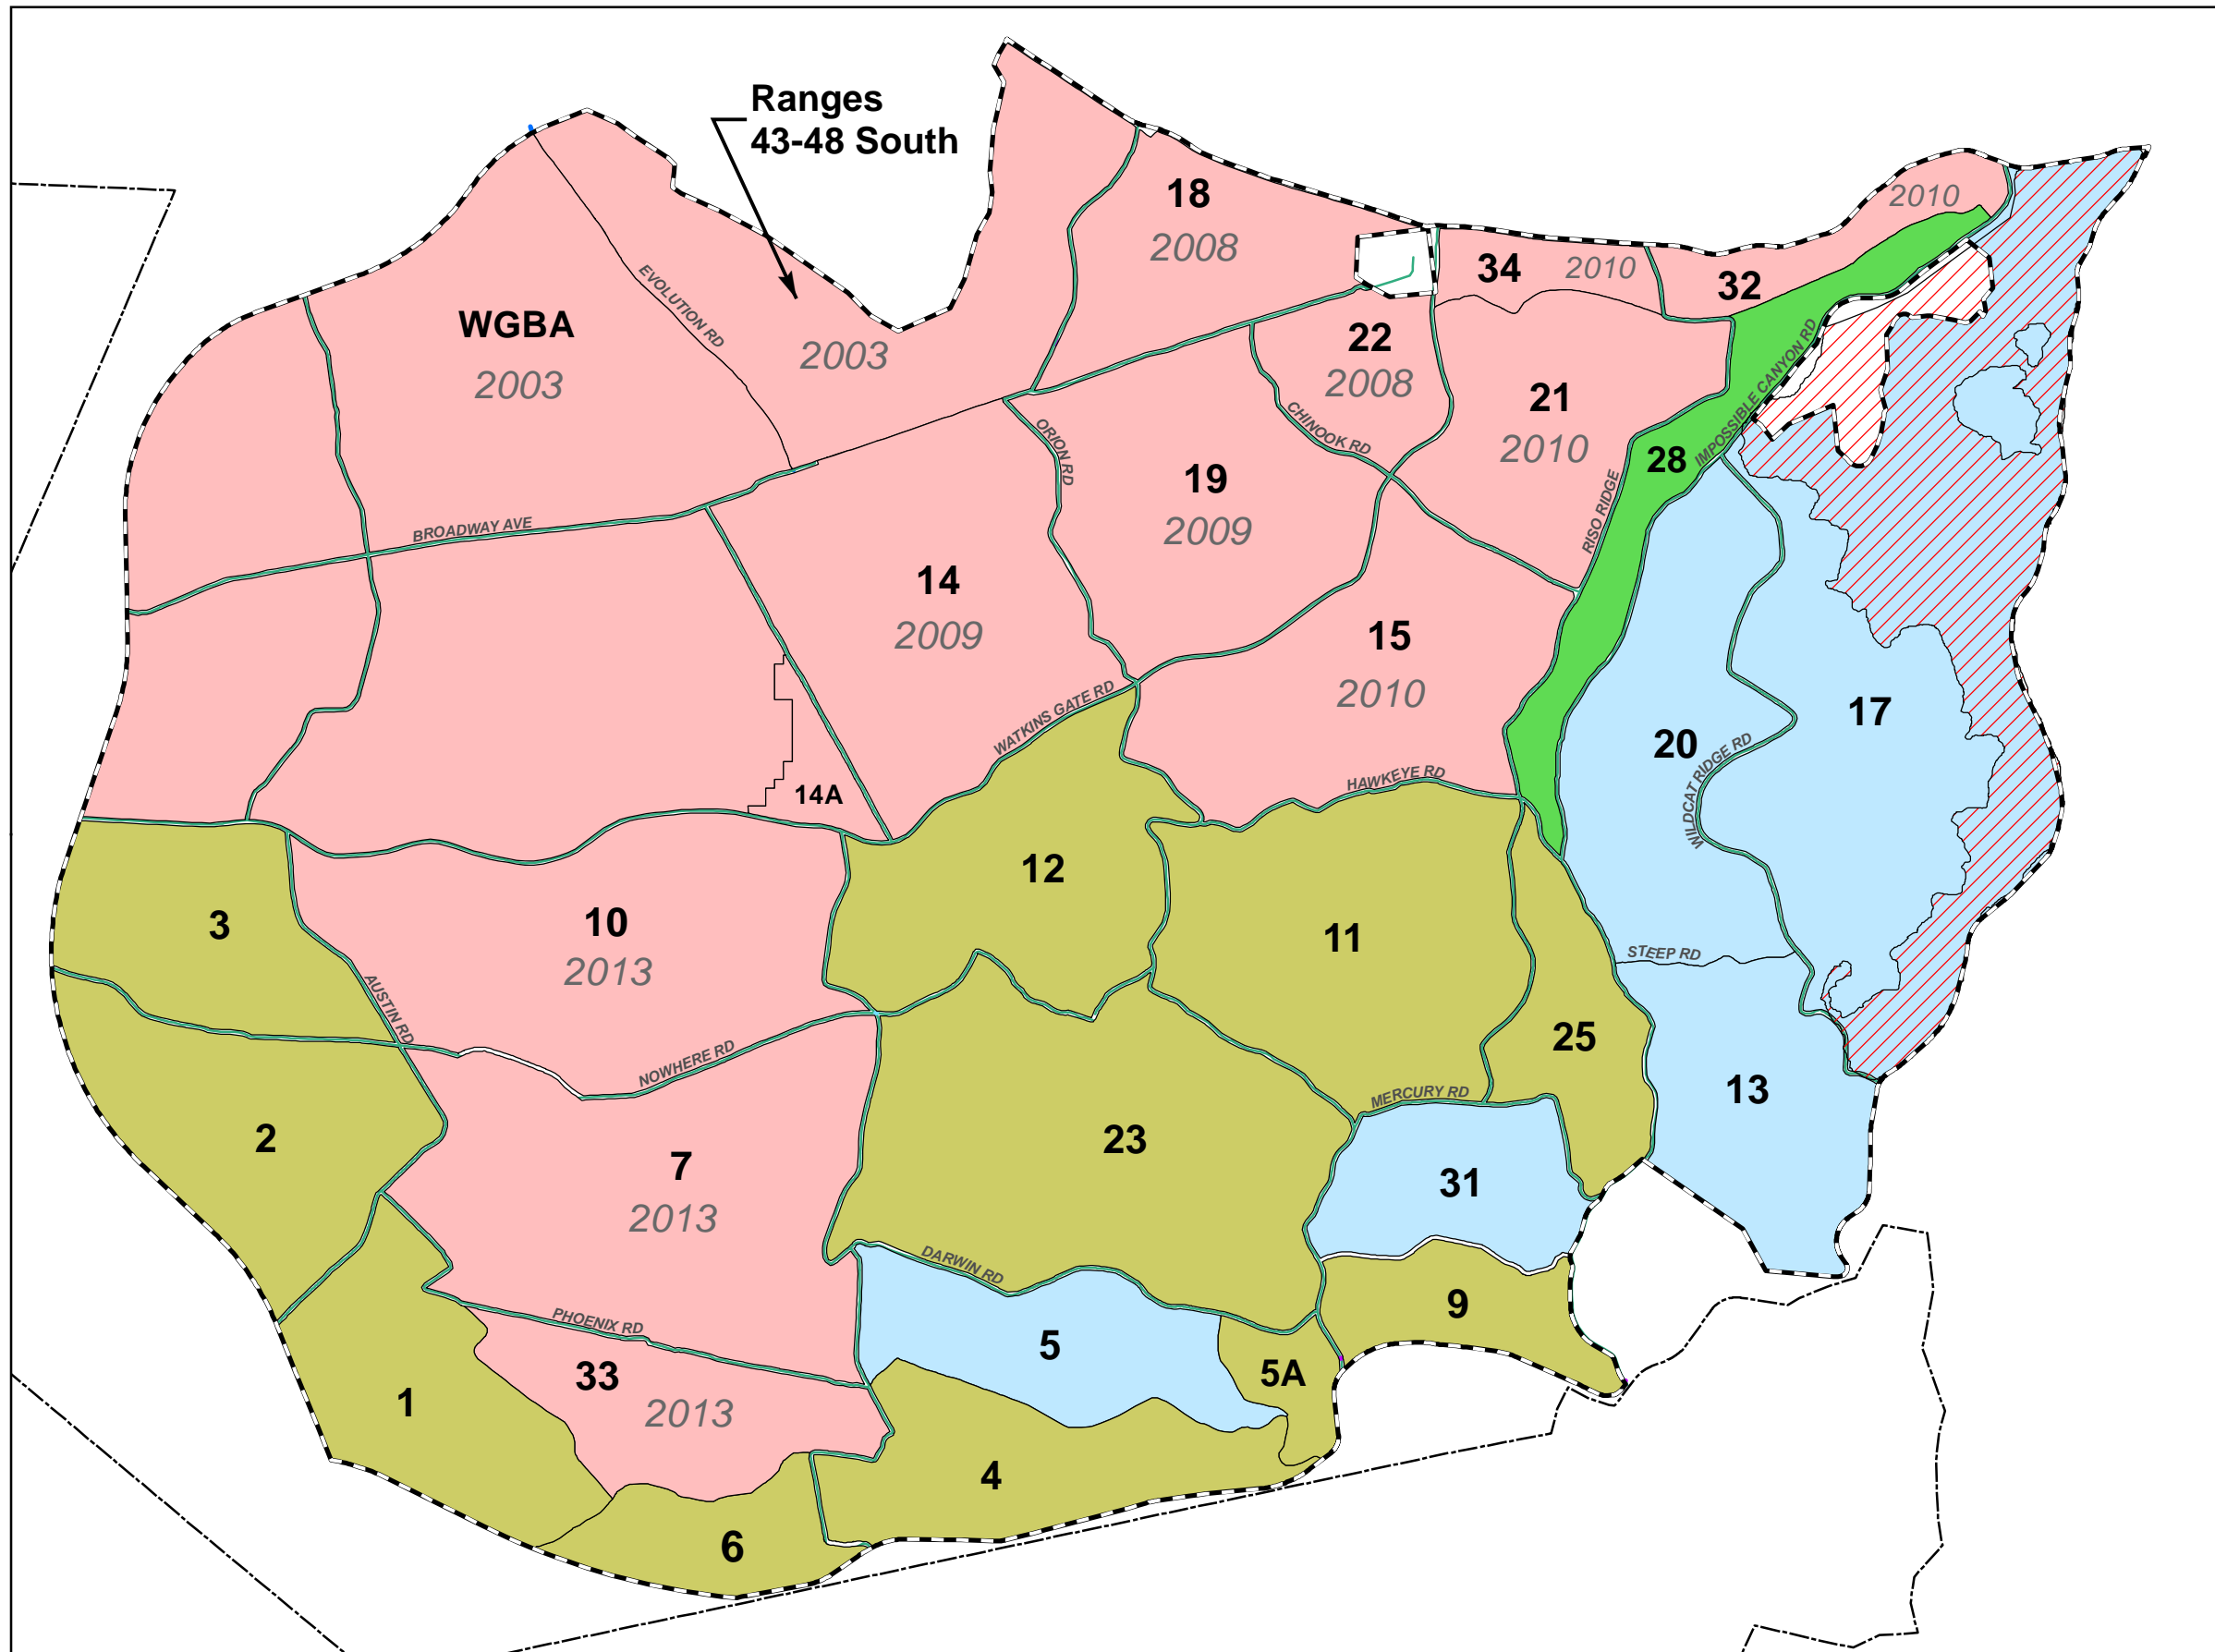 Ranges
43-48 South
2010
18
2008
EVOLUTION RD
34
2010
32
WGBA
2003
2003
22
2008
IMPOSSIBLE CANYON RD
CHINOOK RD
21
2010
ORION RD
28
19
2009
RISO RIDGE
BROADWAY AVE
14
2009
15
2010
WATKINS GATE RD
17
20
WILDCAT RIDGE RD
HAWKEYE RD
14A
12
3
10
2013
11
STEEP RD
AUSTIN RD
25
NOWHERE RD
MERCURY RD
13
2
23
7
2013
31
DARWIN RD
PHOENIX RD
9
5
5A
33
2013
1
4
6